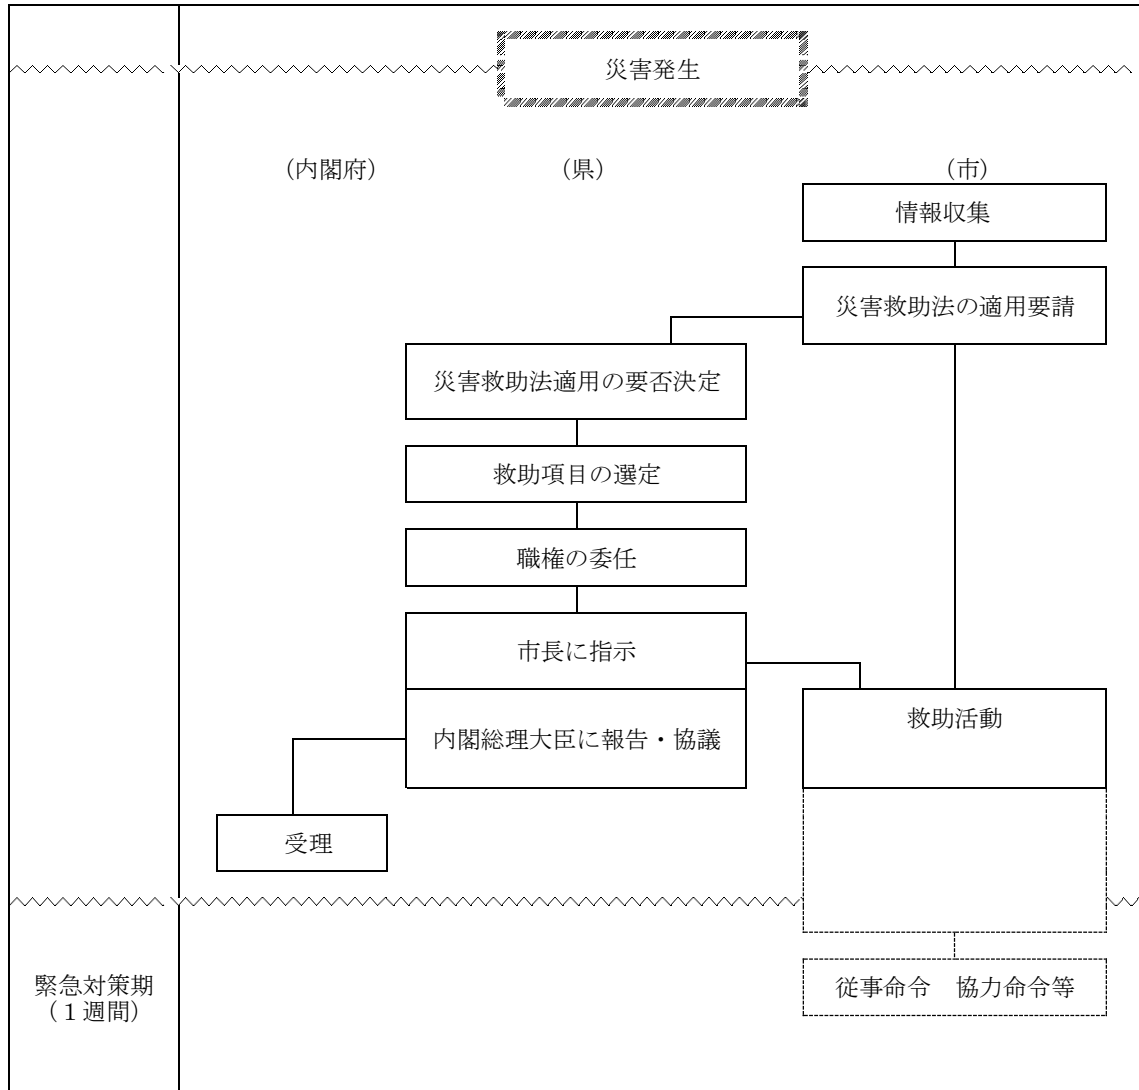 災害発生
（内閣府）
（県）
（市）
情報収集
災害救助法の適用要請
災害救助法適用の要否決定
救助項目の選定
職権の委任
市長に指示
救助活動
内閣総理大臣に報告・協議
受理
緊急対策期
（１週間）
従事命令　協力命令等